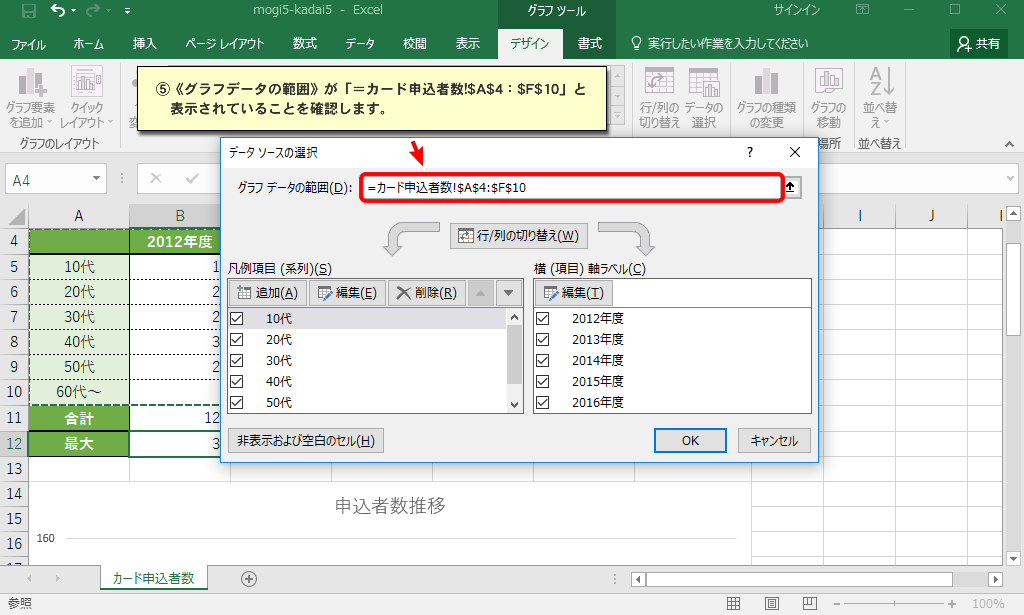 mogi5-kadai5 - Excel
グラフ ツール
サインイン
ファイル ホーム 挿入 ページ レイアウト 数式 データ 校閲 表示 デザイン 書式 実行したい作業を入力してください 共有
⑤《グラフデータの範囲》が「＝カード申込者数!$A$4：$F$10」と
表示されていることを確認します。
グラフ要素
を追加
クイック
レイアウト
グラフのレイアウト
行/列の
切り替え
データの
選択
グラフの種類
の変更
グラフの
移動
場所
並べ替
え
並べ替え
A4
データ ソースの選択
グラフ データの範囲(D): =カード申込者数!$A$4:$F$10
行/列の切り替え(W)
凡例項目 (系列)(S)
追加(A) 編集(E) 削除(R)
10代
20代
30代
40代
50代
横 (項目) 軸ラベル(C)
編集(T)
2012年度
2013年度
2014年度
2015年度
2016年度
非表示および空白のセル(H) OK キャンセル
A B I J
4 2012年度
5 10代 1
6 20代 2
7 30代 2
8 40代 3
9 50代 2
10 60代～
11 合計 12
12 最大 3
13
14
15
16
17
申込者数推移
160
カード申込者数
参照 100%